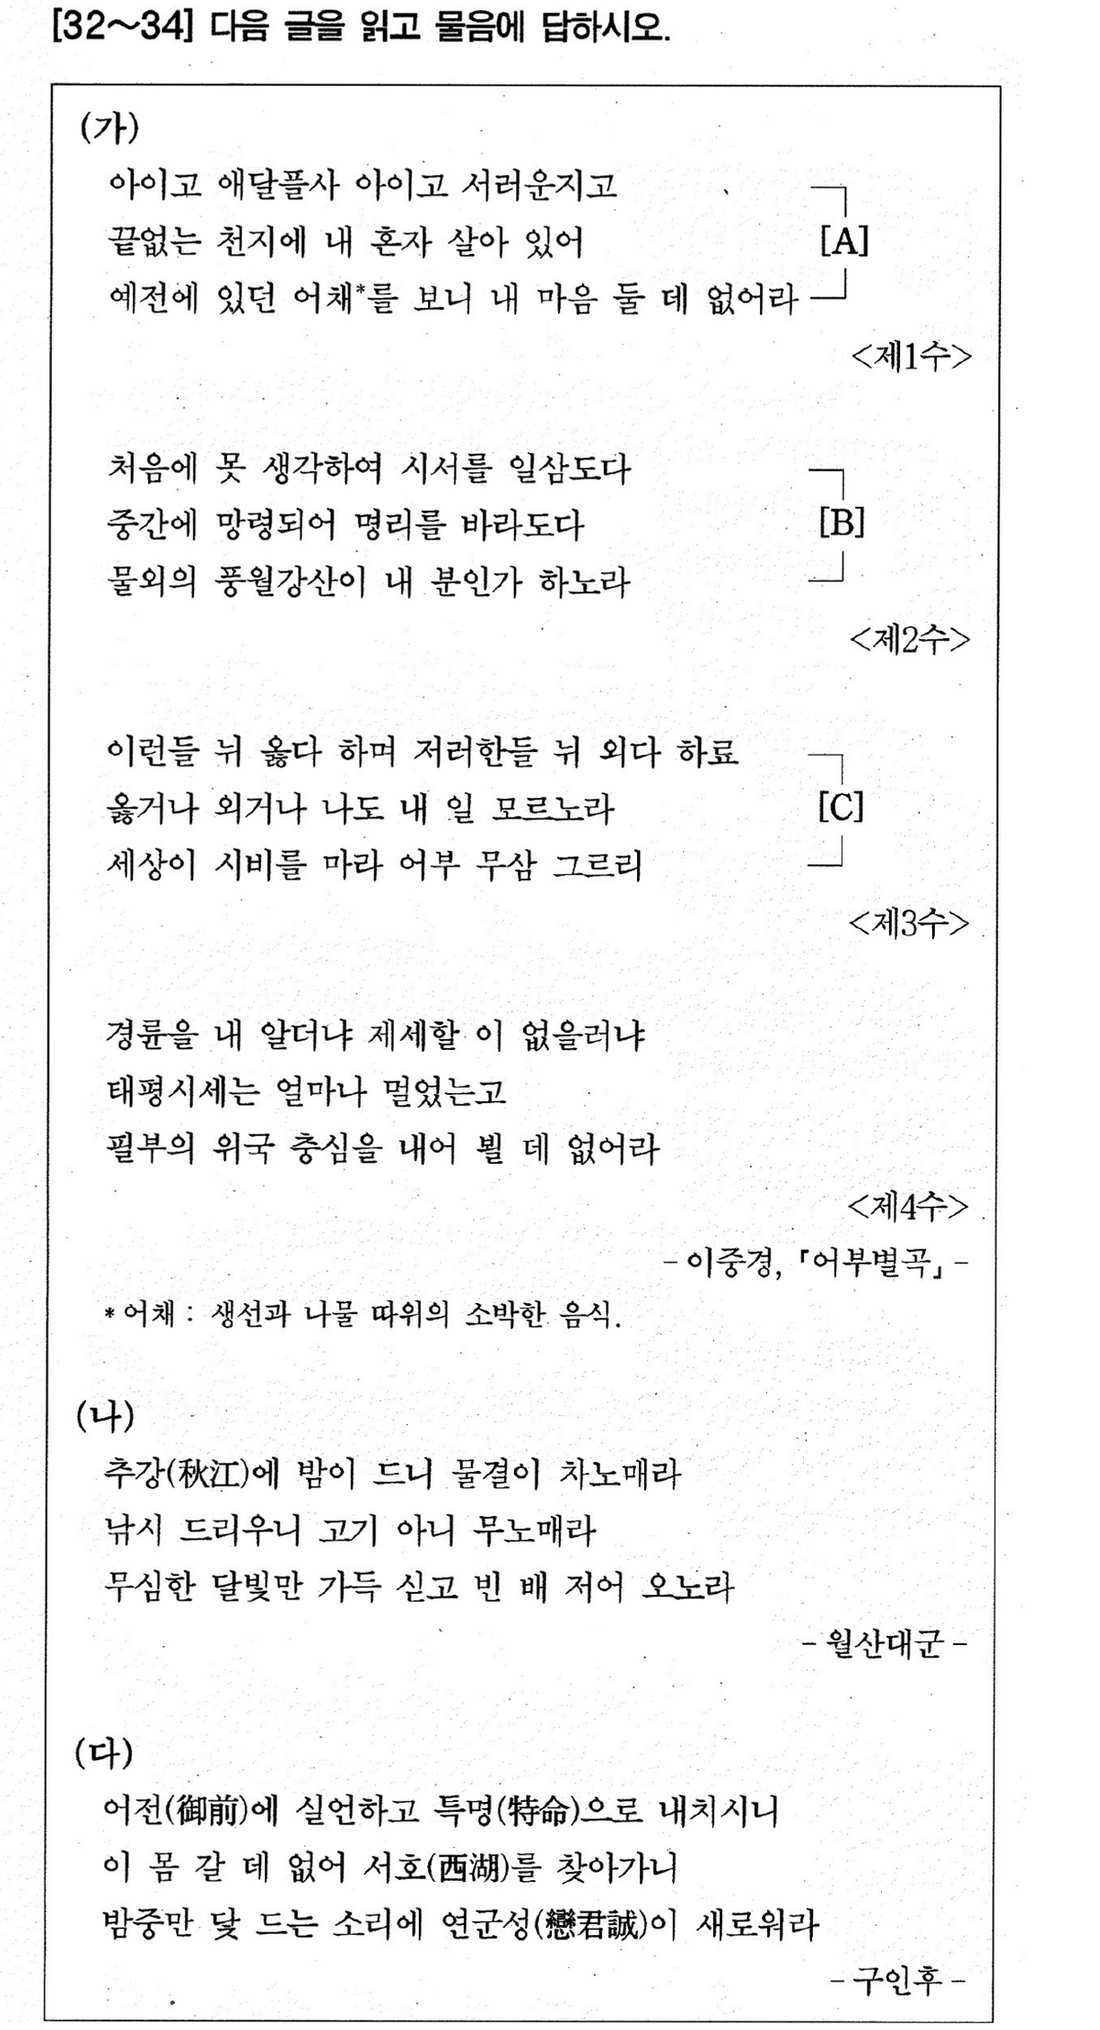 [32～34] 다음 글을 읽고 물음에 답하시오.
(가)
아이고 애달플사 아이고 서러운지고
끝없는 천지에 내 혼자 살아 있어
[A]
예전에 있던 어채*를 보니 내 마음 둘 데 없어라
<제1수>
처음에 못 생각하여 시서를 일삼도다
중간에 망령되어 명리를 바라도다
[B]
물외의 풍월강산이 내 분인가 하노라
<제2수>
이런들 뉘 옳다 하며 저러한들 뉘 외다 하료
옳거나 외거나 나도 내 일 모르노라
[C]
세상이 시비를 마라 어부 무삼 그르리
<제3수>
경륜을 내 알더냐 제세할 이 없을러냐
태평시세는 얼마나 멀었는고
필부의 위국 충심을 내어 뵐 데 없어라
<제4수>
- 이중경, 「어부별곡」 -
* 어채 : 생선과 나물 따위의 소박한 음식.
(나)
추강(秋江)에 밤이 드니 물결이 차노매라
낚시 드리우니 고기 아니 무노매라
무심한 달빛만 가득 싣고 빈 배 저어 오노라
- 월산대군 -
(다)
어전(御前)에 실언하고 특명(特命)으로 내치시니
이 몸 갈 데 없어 서호(西湖)를 찾아가니
밤중만 닻 드는 소리에 연군성(戀君誠)이 새로워라
- 구인후 -